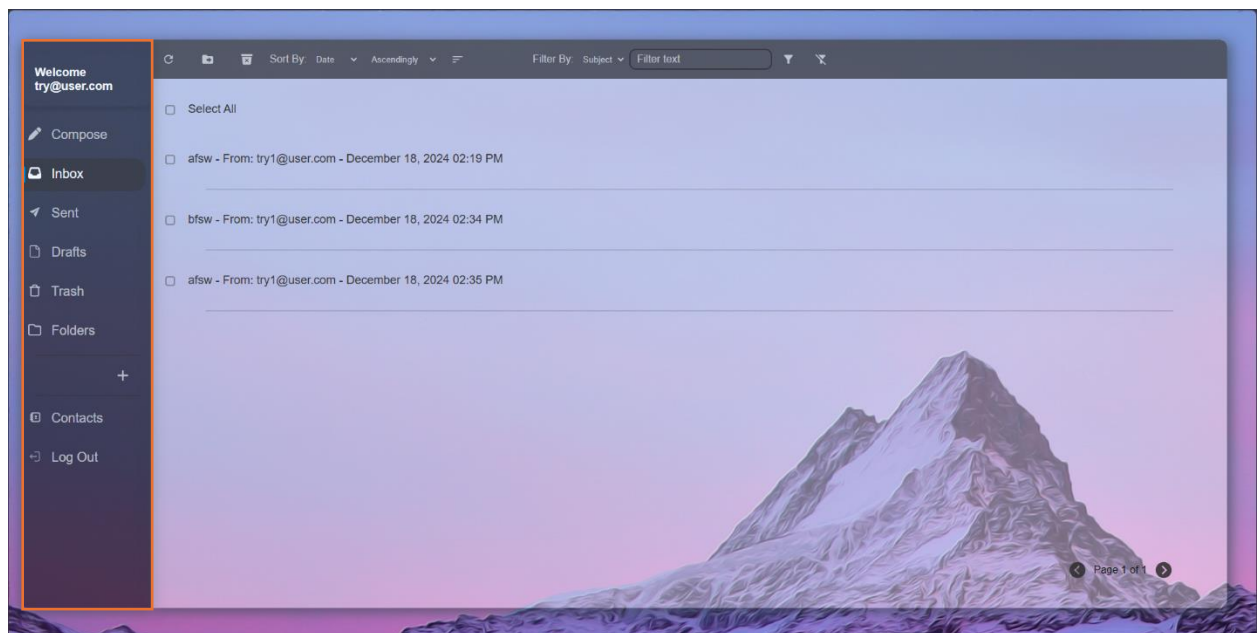 Welcome
try@user.com
Compose
Inbox
Sent
Drafts
Trash
Folders
+
Contacts
Log Out
Sort By: Date Ascendingly Filter By: Subject Filter text
Select All
afsw - From: try1@user.com - December 18, 2024 02:19 PM
bfsw - From: try1@user.com - December 18, 2024 02:34 PM
afsw - From: try1@user.com - December 18, 2024 02:35 PM
Page 1 of 1